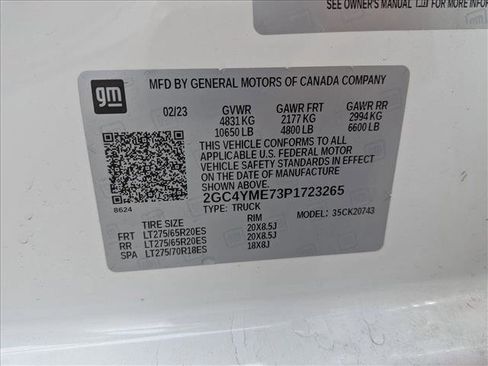 SEE OWNER'S MANUAL FOR MORE INFOR
gm
MFD BY GENERAL MOTORS OF CANADA COMPANY
02/23 GVWR GAWR FRT GAWR RR
4831 KG 2177 KG 2994 KG
10650 LB 4800 LB 6600 LB
THIS VEHICLE CONFORMS TO ALL
APPLICABLE U.S. FEDERAL MOTOR
VEHICLE SAFETY STANDARDS IN EFFECT
ON THE DATE OF MANUFACTURE
SHOWN ABOVE.
2GC4YME73P1723265
8624
TYPE: TRUCK MODEL: 35CK20743
TIRE SIZE RIM
FRT LT275/65R20ES 20X8.5J
RR LT275/65R20ES 20X8.5J
SPA LT275/70R18ES 18X8J